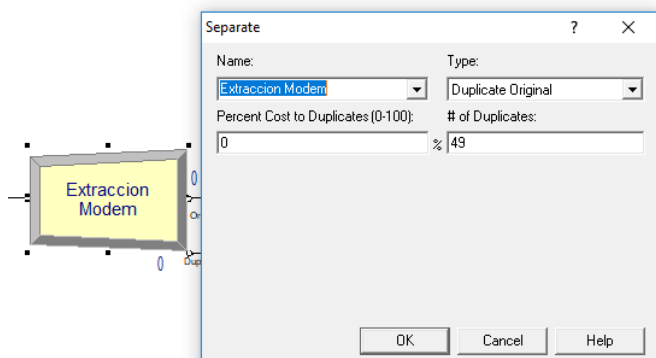 Separate
?
Name:
Type:
Extraccion Modem
Duplicate Original
Percent Cost to Duplicates (0-100):
# of Duplicates:
0
%
49
Extraccion
Modem
0
Or
0
Dup
OK
Cancel
Help